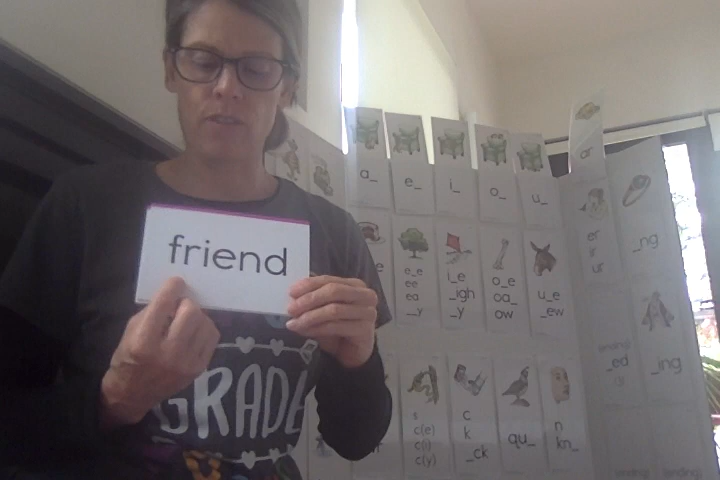 friend
GRADE
a_
e_
i_
o_
u_
ar
e
e_e
ee
ea
_y
i_e
_igh
_y
o_e
oa_
ow
u_e
_ew
er
ir
ur
_ng
s
c(e)
c(i)
c(y)
c
k
_ck
qu_
n
kn_
_ed
_ing